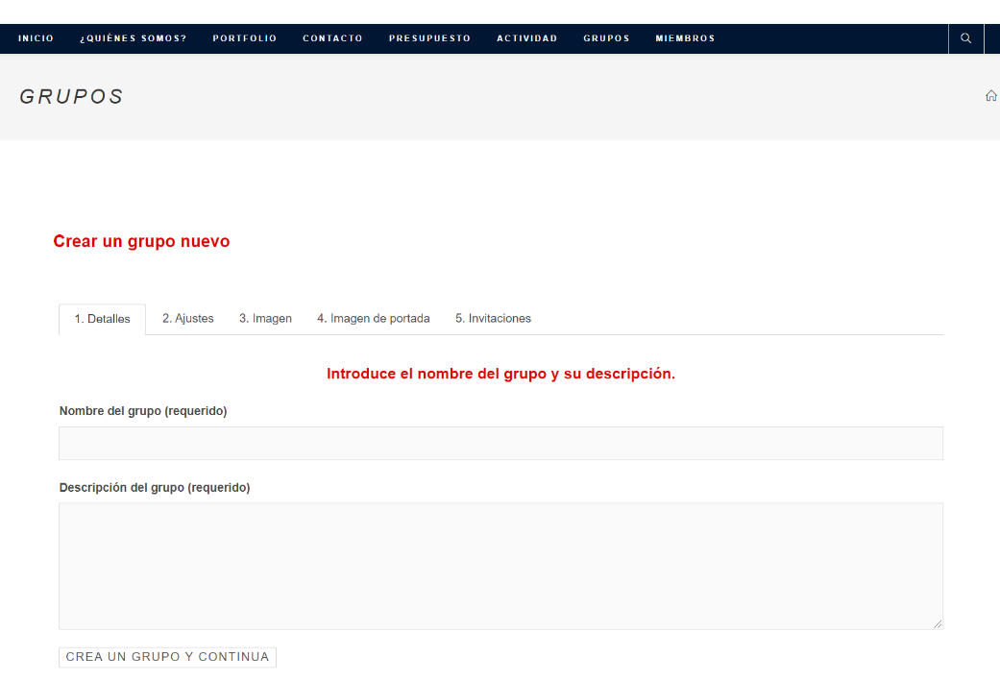 INICIO ¿QUIÉNES SOMOS? PORTFOLIO CONTACTO PRESUPUESTO ACTIVIDAD GRUPOS MIEMBROS
GRUPOS
Crear un grupo nuevo
1. Detalles 2. Ajustes 3. Imagen 4. Imagen de portada 5. Invitaciones
Introduce el nombre del grupo y su descripción.
Nombre del grupo (requerido)
Descripción del grupo (requerido)
CREA UN GRUPO Y CONTINUA